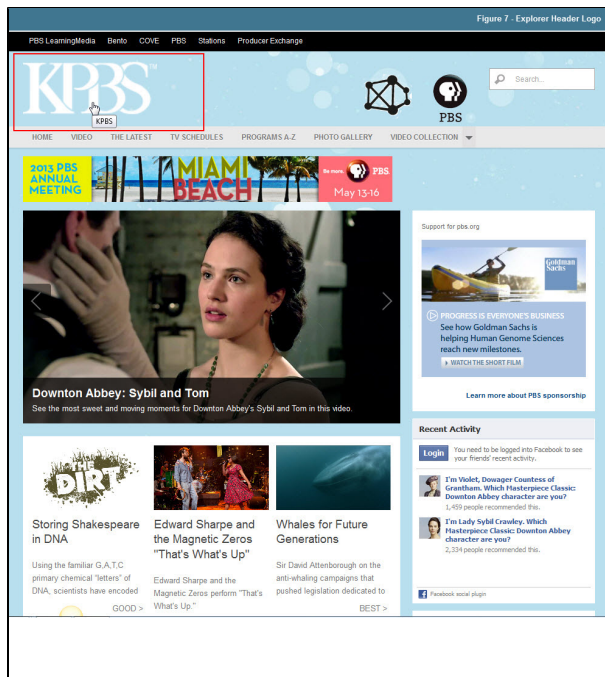 Figure 7 - Explorer Header Logo
PBS LearningMedia Bento COVE PBS Stations Producer Exchange
KPBS™
KPBS
PBS
Search...
HOME VIDEO THE LATEST TV SCHEDULES PROGRAMS A-Z PHOTO GALLERY VIDEO COLLECTION
2013 PBS
ANNUAL
MEETING
MIAMI
BEACH
Be more. PBS
May 13-16
Support for pbs.org
Goldman
Sachs
PROGRESS IS EVERYONE'S BUSINESS
See how Goldman Sachs is
helping Human Genome Sciences
reach new milestones.
WATCH THE SHORT FILM
Learn more about PBS sponsorship
Downton Abbey: Sybil and Tom
See the most sweet and moving moments for Downton Abbey's Sybil and Tom in this video.
Recent Activity
Login
You need to be logged into Facebook to see
your friends' recent activity.
I'm Violet, Dowager Countess of
Grantham. Which Masterpiece Classic:
Downton Abbey character are you?
1,459 people recommended this.
I'm Lady Sybil Crawley. Which
Masterpiece Classic: Downton Abbey
character are you?
2,334 people recommended this.
Facebook social plugin
THE
DIRT
Storing Shakespeare
in DNA
Using the familiar G,A,T,C
primary chemical "letters" of
DNA, scientists have encoded
GOOD >
Edward Sharpe and
the Magnetic Zeros
"That's What's Up"
Edward Sharpe and the
Magnetic Zeros perform "That's
What's Up."
Whales for Future
Generations
Sir David Attenborough on the
anti-whaling campaigns that
pushed legislation dedicated to
BEST >